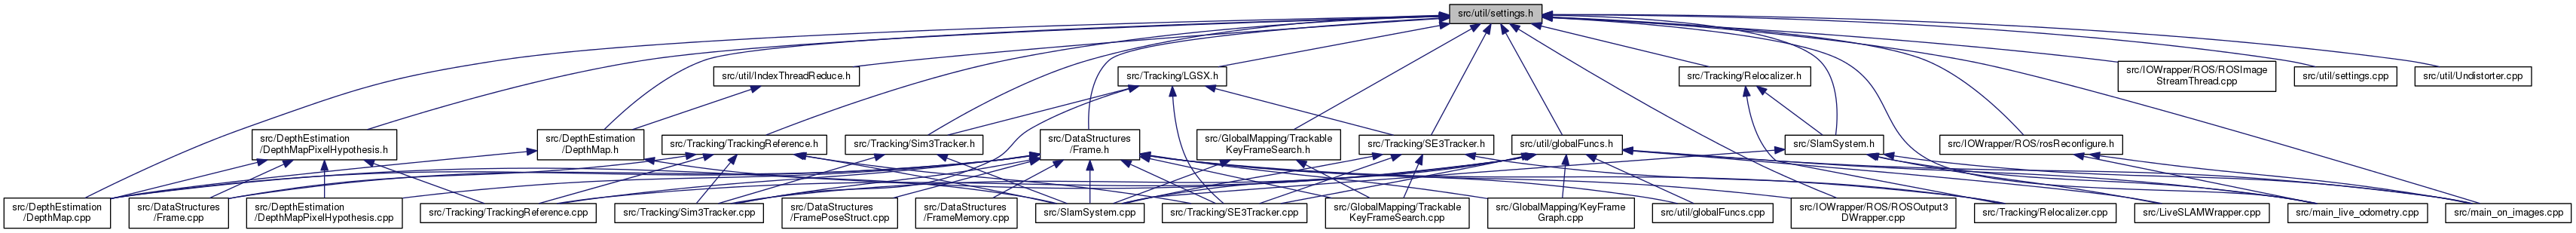 src/util/settings.h
src/util/IndexThreadReduce.h
src/Tracking/LGSX.h
src/Tracking/Relocalizer.h
src/IOWrapper/ROS/ROSImage
StreamThread.cpp
src/util/settings.cpp
src/util/Undistorter.cpp
src/DepthEstimation
/DepthMapPixelHypothesis.h
src/DepthEstimation
/DepthMap.h
src/Tracking/TrackingReference.h
src/Tracking/Sim3Tracker.h
src/DataStructures
/Frame.h
src/GlobalMapping/Trackable
KeyFrameSearch.h
src/Tracking/SE3Tracker.h
src/util/globalFuncs.h
src/SlamSystem.h
src/IOWrapper/ROS/rosReconfigure.h
src/DepthEstimation
/DepthMap.cpp
src/DataStructures
/Frame.cpp
src/DepthEstimation
/DepthMapPixelHypothesis.cpp
src/Tracking/TrackingReference.cpp
src/Tracking/Sim3Tracker.cpp
src/DataStructures
/FramePoseStruct.cpp
src/DataStructures
/FrameMemory.cpp
src/SlamSystem.cpp
src/Tracking/SE3Tracker.cpp
src/GlobalMapping/Trackable
KeyFrameSearch.cpp
src/GlobalMapping/KeyFrame
Graph.cpp
src/util/globalFuncs.cpp
src/IOWrapper/ROS/ROSOutput3
DWrapper.cpp
src/Tracking/Relocalizer.cpp
src/LiveSLAMWrapper.cpp
src/main_live_odometry.cpp
src/main_on_images.cpp